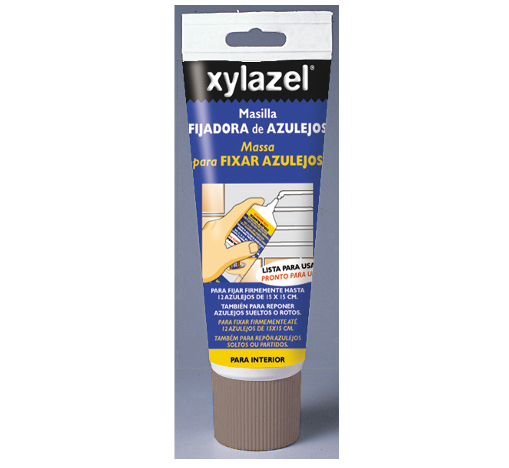 xylazel®
Masilla
FIJADORA de AZULEJOS
Massa
para FIXAR AZULEJOS
LISTA PARA USA
PRONTO PARA U
PARA FIJAR FIRMEMENTE HASTA
12 AZULEJOS DE 15 X 15 CM.
TAMBIÉN PARA REPONER
AZULEJOS SUELTOS O ROTOS.
PARA FIXAR FIRMEMENTE ATÉ
12 AZULEJOS DE 15X15 CM.
TAMBÉM PARA REPÔR AZULEJOS
SOLTOS OU PARTIDOS.
PARA INTERIOR